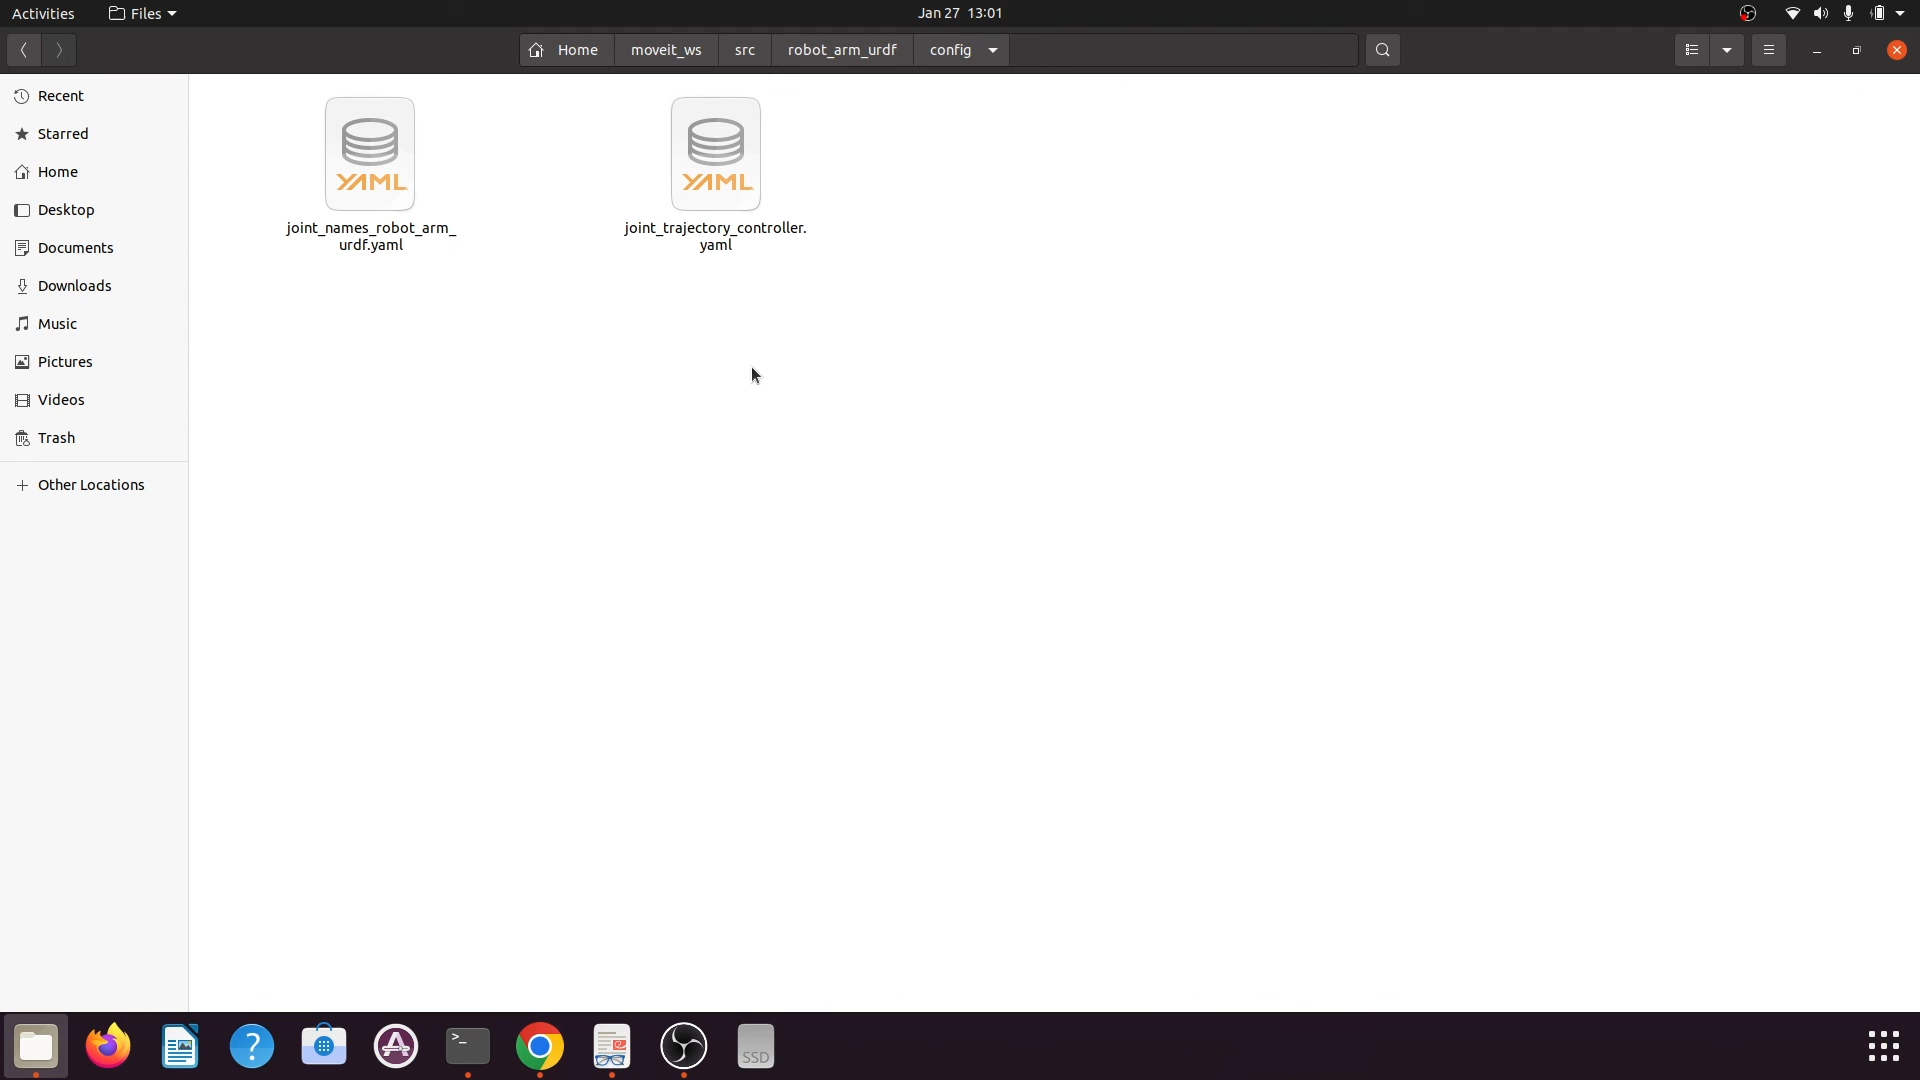 Activities Files Jan 27 13:01
Home moveit_ws src robot_arm_urdf config
Recent
Starred
Home
Desktop
Documents
Downloads
Music
Pictures
Videos
Trash
Other Locations
YAML
joint_names_robot_arm_
urdf.yaml
YAML
joint_trajectory_controller.
yaml
SSD